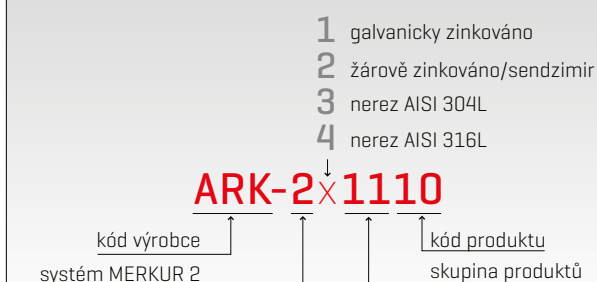 1 galvanicky zinkováno
2 žárově zinkováno/sendzimir
3 nerez AISI 304L
4 nerez AISI 316L
ARK-2x1110
kód výrobce
kód produktu
systém MERKUR 2
skupina produktů